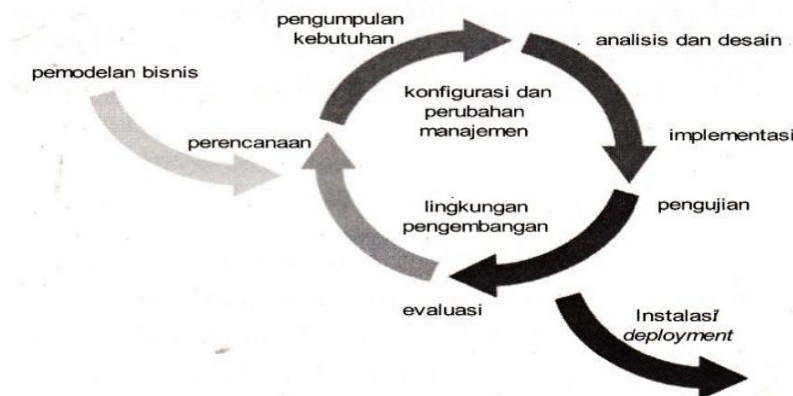 pengumpulan
kebutuhan
analisis dan desain
pemodelan bisnis
konfigurasi dan
perubahan
manajemen
perencanaan
implementasi
lingkungan
pengembangan
pengujian
evaluasi
Instalasi/
deployment